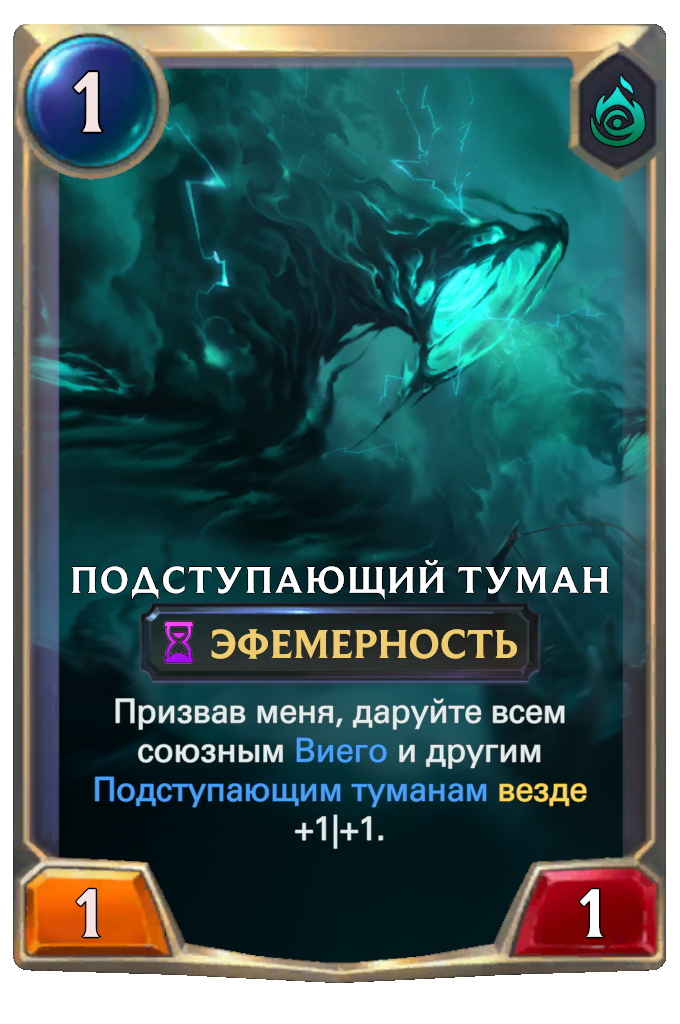 1
ПОДСТУПАЮЩИЙ ТУМАН
ЭФЕМЕРНОСТЬ
Призвав меня, даруйте всем
союзным Виего и другим
Подступающим туманам везде
+1|+1.
1
1